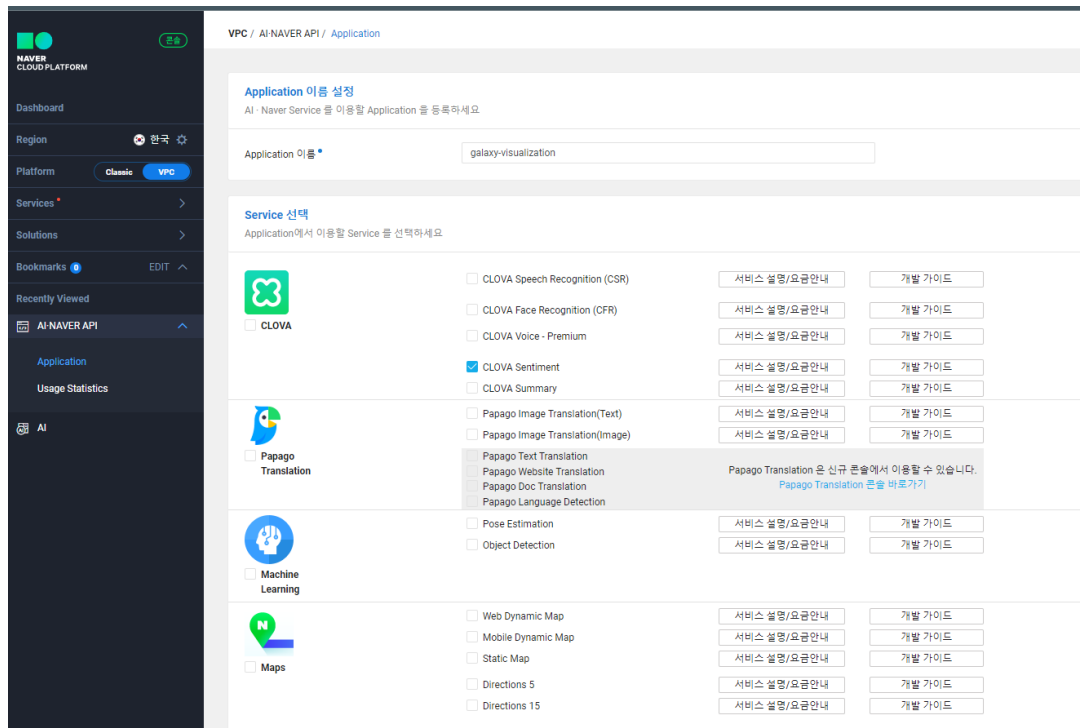 NAVER
CLOUD PLATFORM
콘솔
Dashboard
Region 한국
Platform Classic VPC
Services
Solutions
Bookmarks 0 EDIT
Recently Viewed
AI·NAVER API
Application
Usage Statistics
AI
VPC / AI·NAVER API / Application
Application 이름 설정
AI · Naver Service 를 이용할 Application 을 등록하세요
Application 이름 galaxy-visualization
Service 선택
Application에서 이용할 Service 를 선택하세요
CLOVA
CLOVA Speech Recognition (CSR) 서비스 설명/요금안내 개발 가이드
CLOVA Face Recognition (CFR) 서비스 설명/요금안내 개발 가이드
CLOVA Voice - Premium 서비스 설명/요금안내 개발 가이드
CLOVA Sentiment 서비스 설명/요금안내 개발 가이드
CLOVA Summary 서비스 설명/요금안내 개발 가이드
Papago
Translation
Papago Image Translation(Text) 서비스 설명/요금안내 개발 가이드
Papago Image Translation(Image) 서비스 설명/요금안내 개발 가이드
Papago Text Translation
Papago Website Translation
Papago Doc Translation
Papago Language Detection
Papago Translation 은 신규 콘솔에서 이용할 수 있습니다.
Papago Translation 콘솔 바로가기
Machine
Learning
Pose Estimation 서비스 설명/요금안내 개발 가이드
Object Detection 서비스 설명/요금안내 개발 가이드
N
Maps
Web Dynamic Map 서비스 설명/요금안내 개발 가이드
Mobile Dynamic Map 서비스 설명/요금안내 개발 가이드
Static Map 서비스 설명/요금안내 개발 가이드
Directions 5 서비스 설명/요금안내 개발 가이드
Directions 15 서비스 설명/요금안내 개발 가이드